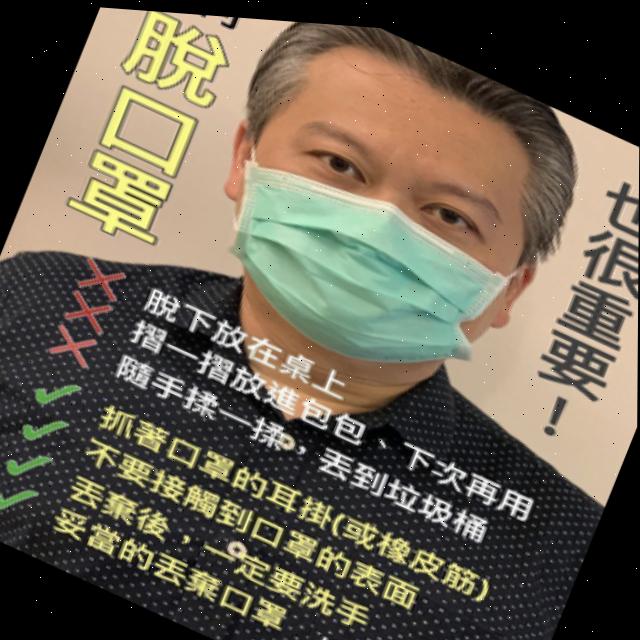 脫口罩
也很重要！
脫下放在桌上
摺一摺放進包包、下次再用
隨手揉一揉，丟到垃圾桶
抓著口罩的耳掛(或橡皮筋)
不要接觸到口罩的表面
丟棄後，一定要洗手
妥當的丟棄口罩